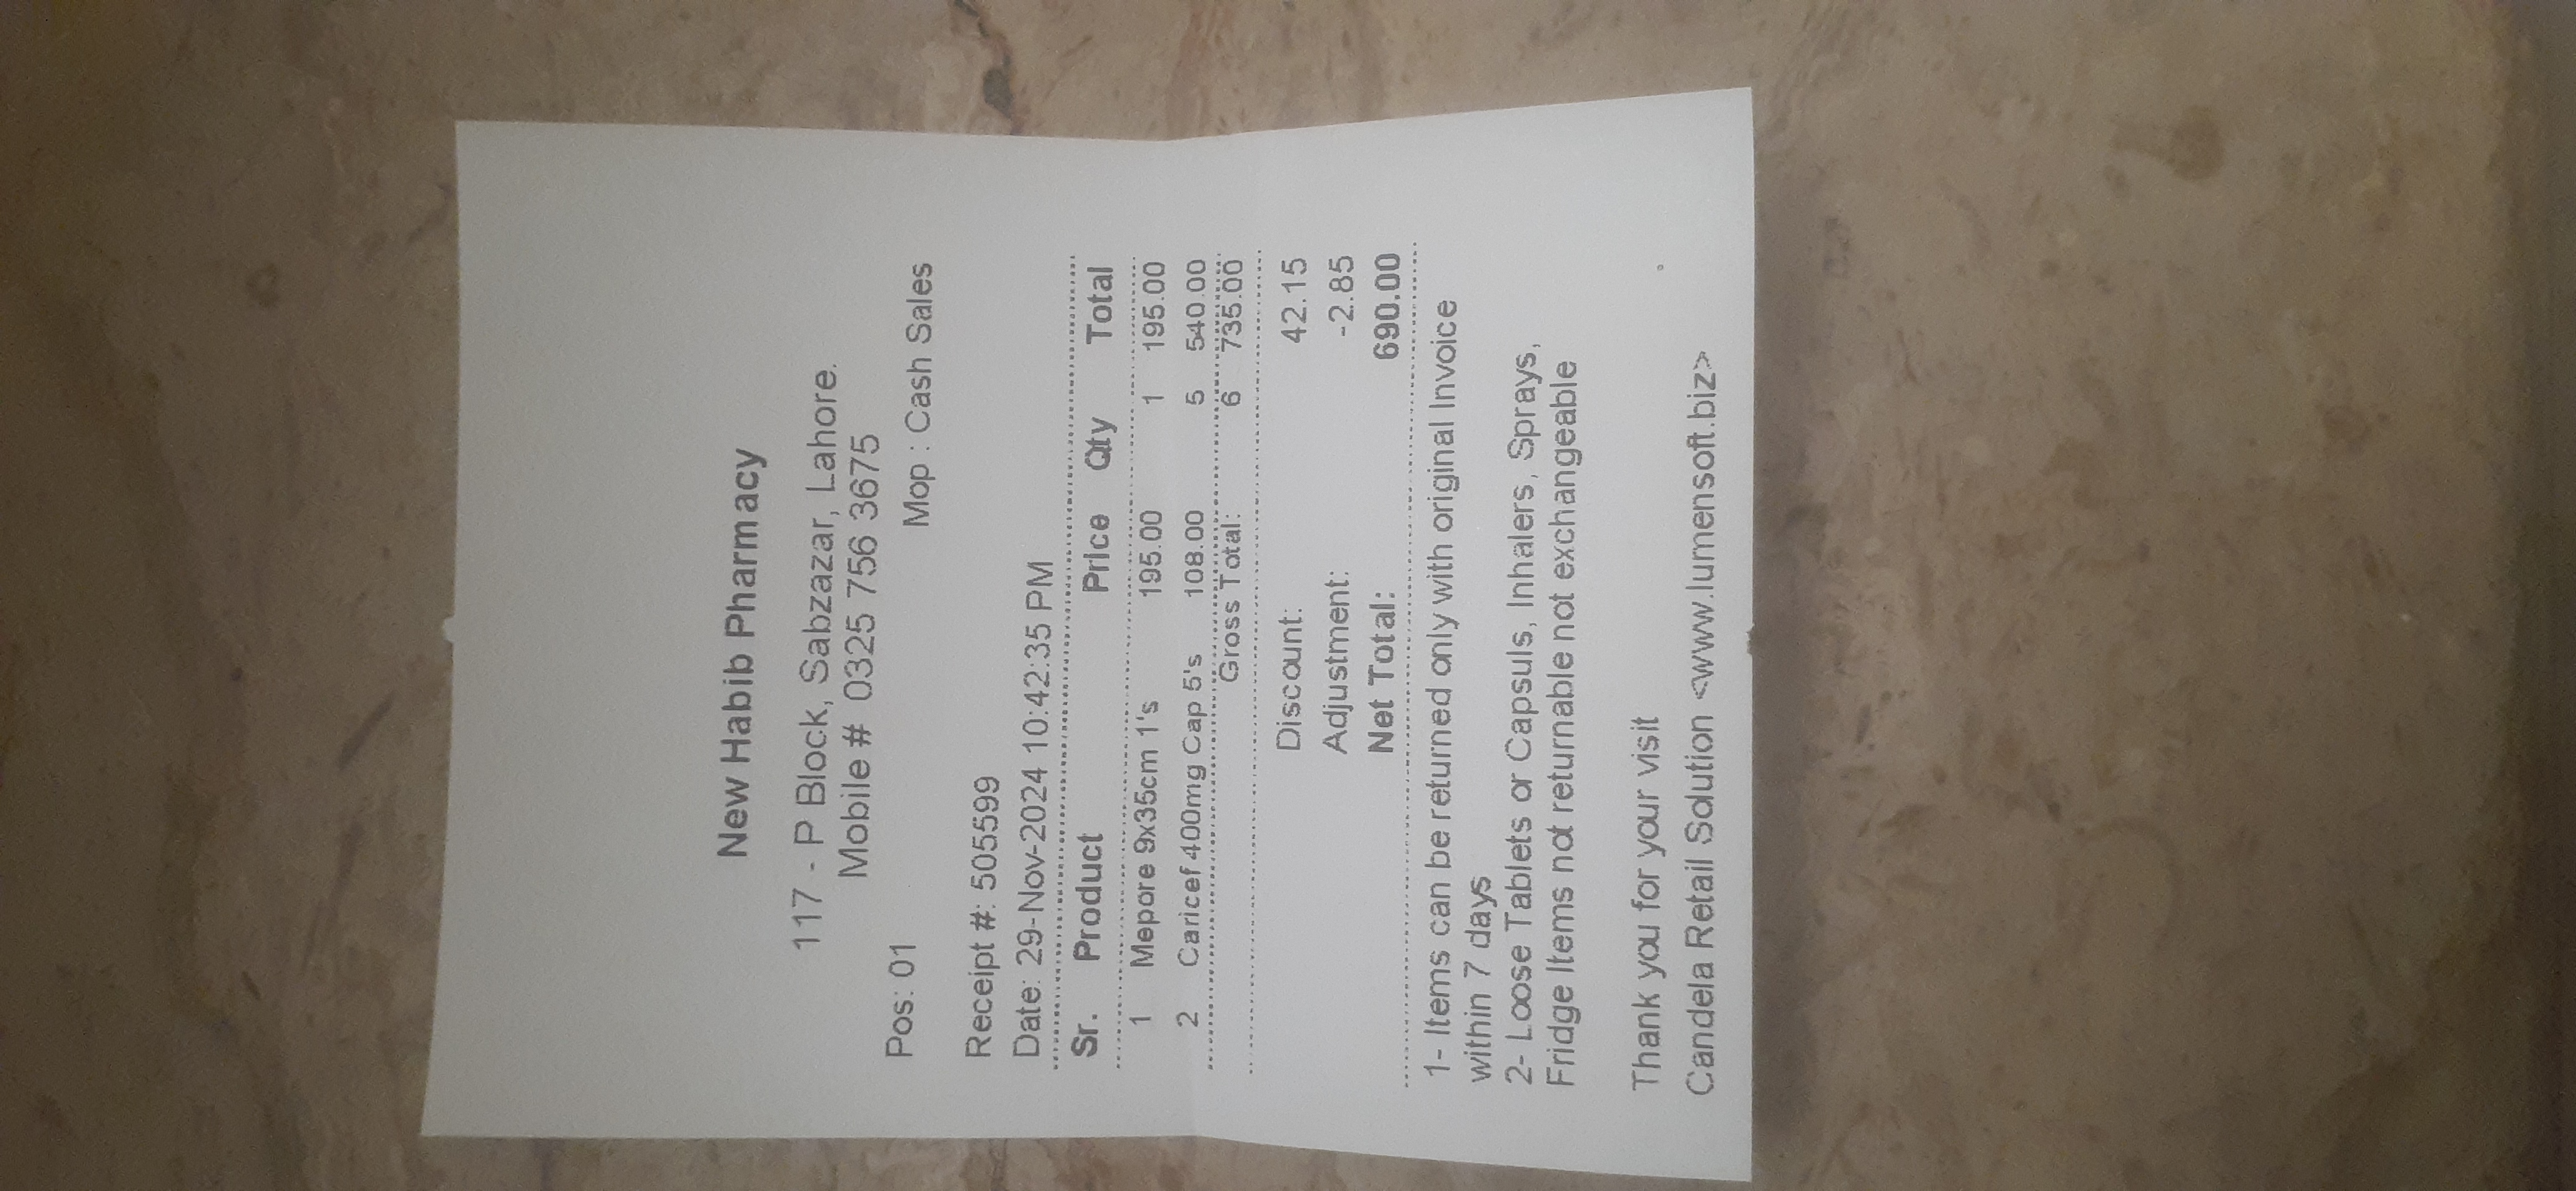 New Habib Pharmacy
117 - P Block, Sabzazar, Lahore.
Mobile # 0325 756 3675
Pos: 01 Mop : Cash Sales
Receipt #: 505599
Date: 29-Nov-2024 10:42:35 PM
Sr. Product Price Qty Total
1 Mepore 9x35cm 1's 195.00 1 195.00
2 Caricef 400mg Cap 5's 108.00 5 540.00
Gross Total: 6 735.00
Discount: 42.15
Adjustment: -2.85
Net Total: 690.00
1- Items can be returned only with original Invoice
within 7 days
2- Loose Tablets or Capsuls, Inhalers, Sprays,
Fridge Items not returnable not exchangeable
Thank you for your visit
Candela Retail Solution <www.lumensoft.biz>